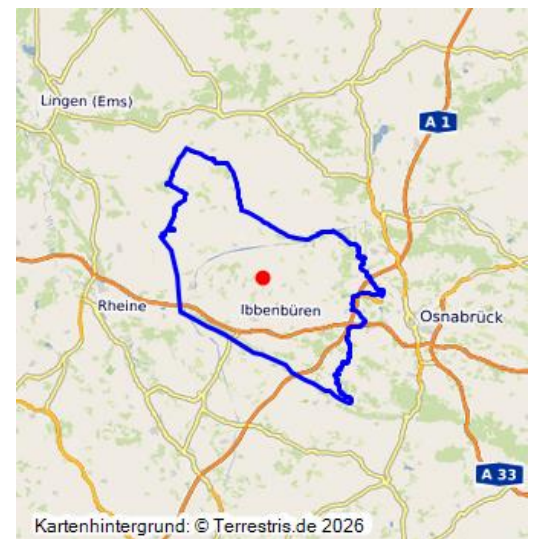 Lingen (Ems)
A 1
Rheine
Ibbenbüren
Osnabrück
A 33
Kartenhintergrund: © Terrestris.de 2026